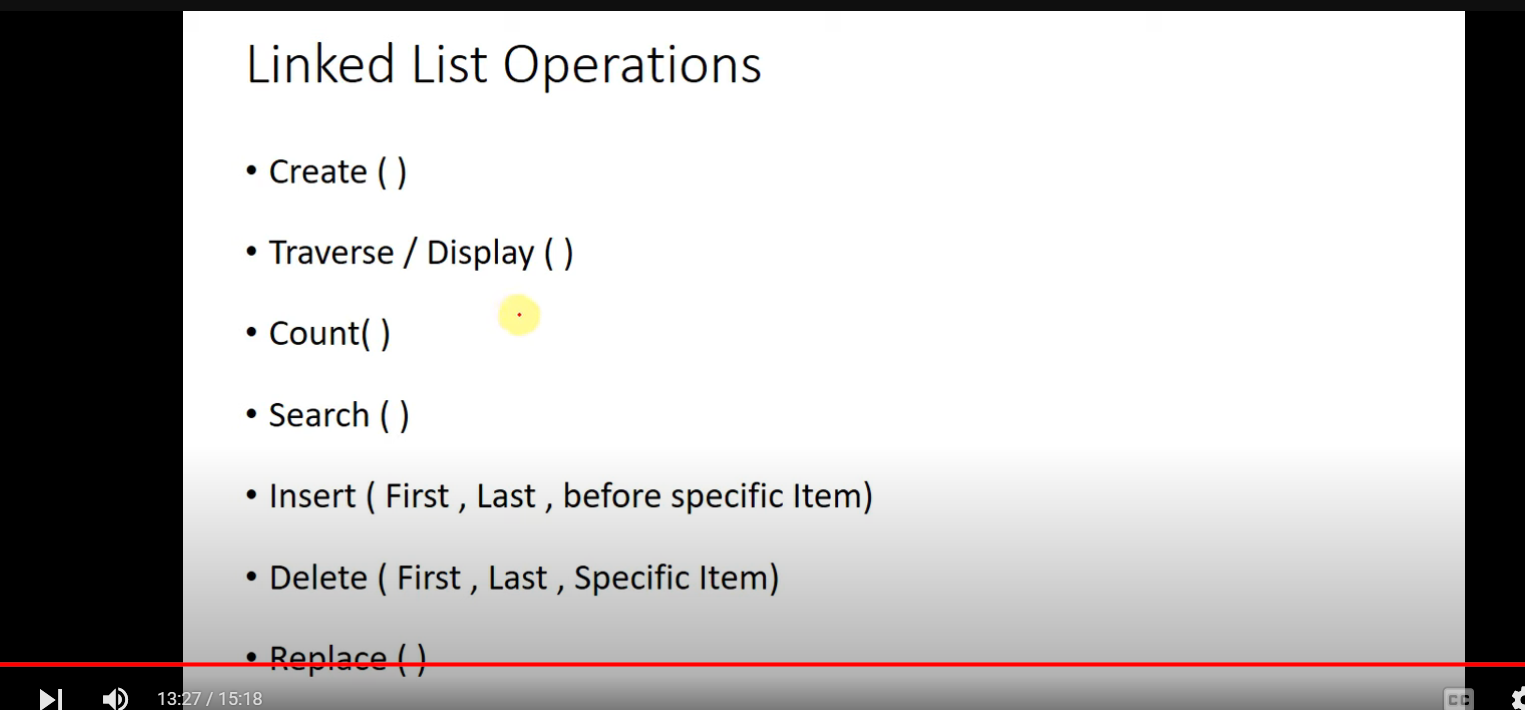 Linked List Operations
• Create ( )
• Traverse / Display ( )
• Count( )
• Search ( )
• Insert ( First , Last , before specific Item)
• Delete ( First , Last , Specific Item)
• Replace ( )
13:27 / 15:18
CC